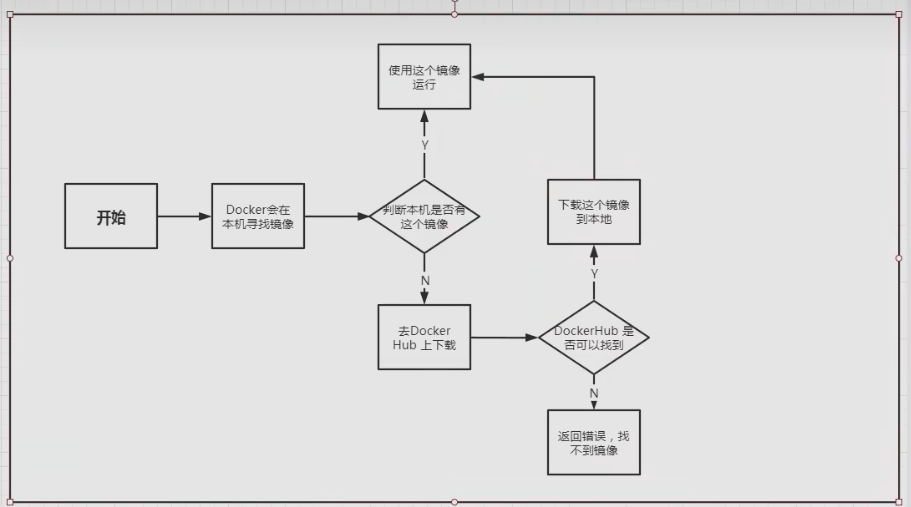 使用这个镜像
运行
Y
开始
Docker会在
本机寻找镜像
判断本机是否有
这个镜像
下载这个镜像
到本地
N
Y
去Docker
Hub 上下载
DockerHub 是
否可以找到
N
返回错误，找
不到镜像